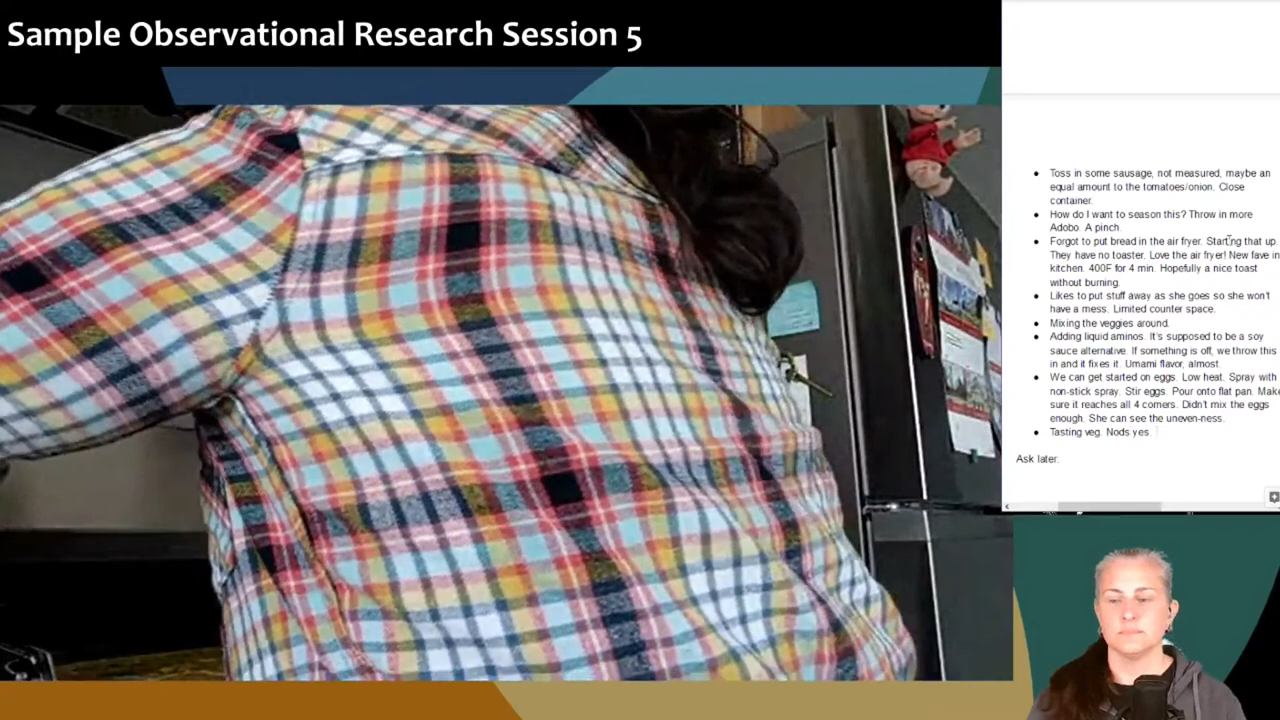 Sample Observational Research Session 5
● Toss in some sausage, not measured, maybe an
equal amount to the tomatoes/onion. Close
container.
● How do I want to season this? Throw in more
Adobo. A pinch.
● Forgot to put bread in the air fryer. Starting that up.
They have no toaster. Love the air fryer! New fave in
kitchen. 400F for 4 min. Hopefully a nice toast
without burning.
● Likes to put stuff away as she goes so she won't
have a mess. Limited counter space.
● Mixing the veggies around.
● Adding liquid aminos. It's supposed to be a soy
sauce alternative. If something is off, we throw this
in and it fixes it. Umami flavor, almost.
● We can get started on eggs. Low heat. Spray with
non-stick spray. Stir eggs. Pour onto flat pan. Make
sure it reaches all 4 corners. Didn't mix the eggs
enough. She can see the uneven-ness.
● Tasting veg. Nods yes.
Ask later.